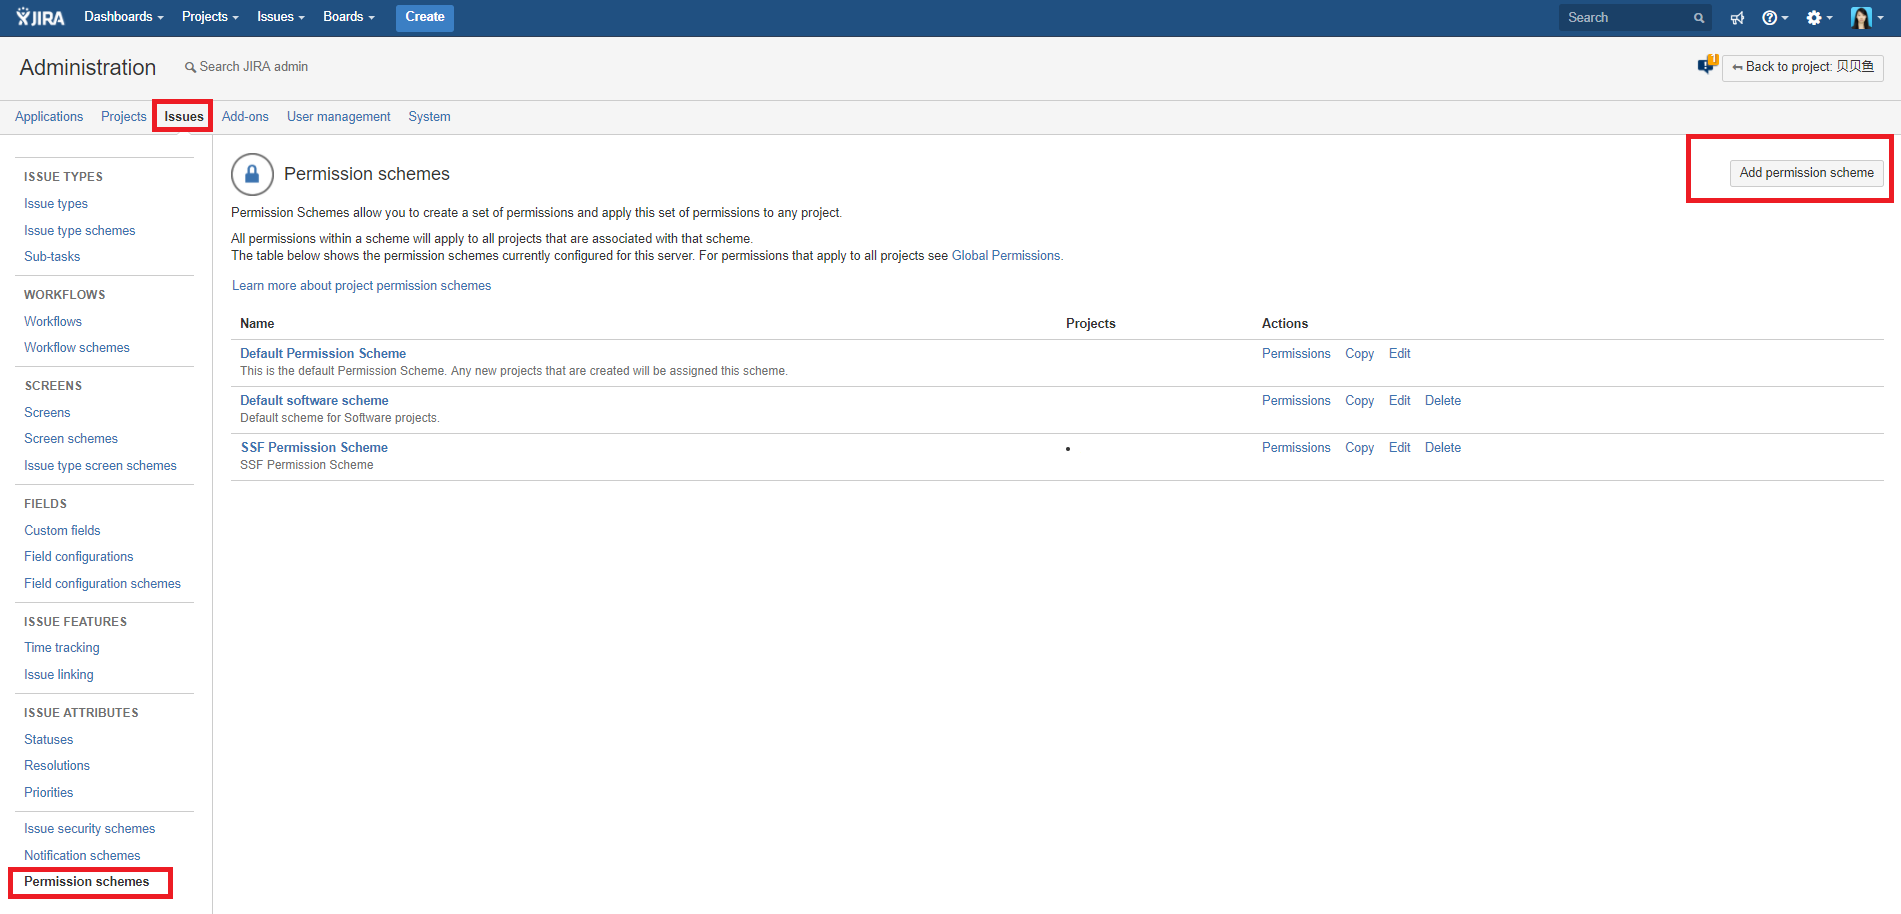 JIRA Dashboards Projects Issues Boards Create Search
Administration Search JIRA admin Back to project: 贝贝鱼
Applications Projects Issues Add-ons User management System
ISSUE TYPES
Issue types
Issue type schemes
Sub-tasks
WORKFLOWS
Workflows
Workflow schemes
SCREENS
Screens
Screen schemes
Issue type screen schemes
FIELDS
Custom fields
Field configurations
Field configuration schemes
ISSUE FEATURES
Time tracking
Issue linking
ISSUE ATTRIBUTES
Statuses
Resolutions
Priorities
Issue security schemes
Notification schemes
Permission schemes
Permission schemes
Add permission scheme
Permission Schemes allow you to create a set of permissions and apply this set of permissions to any project.
All permissions within a scheme will apply to all projects that are associated with that scheme.
The table below shows the permission schemes currently configured for this server. For permissions that apply to all projects see Global Permissions.
Learn more about project permission schemes
Name Projects Actions
Default Permission Scheme Permissions Copy Edit
This is the default Permission Scheme. Any new projects that are created will be assigned this scheme.
Default software scheme Permissions Copy Edit Delete
Default scheme for Software projects.
SSF Permission Scheme • Permissions Copy Edit Delete
SSF Permission Scheme